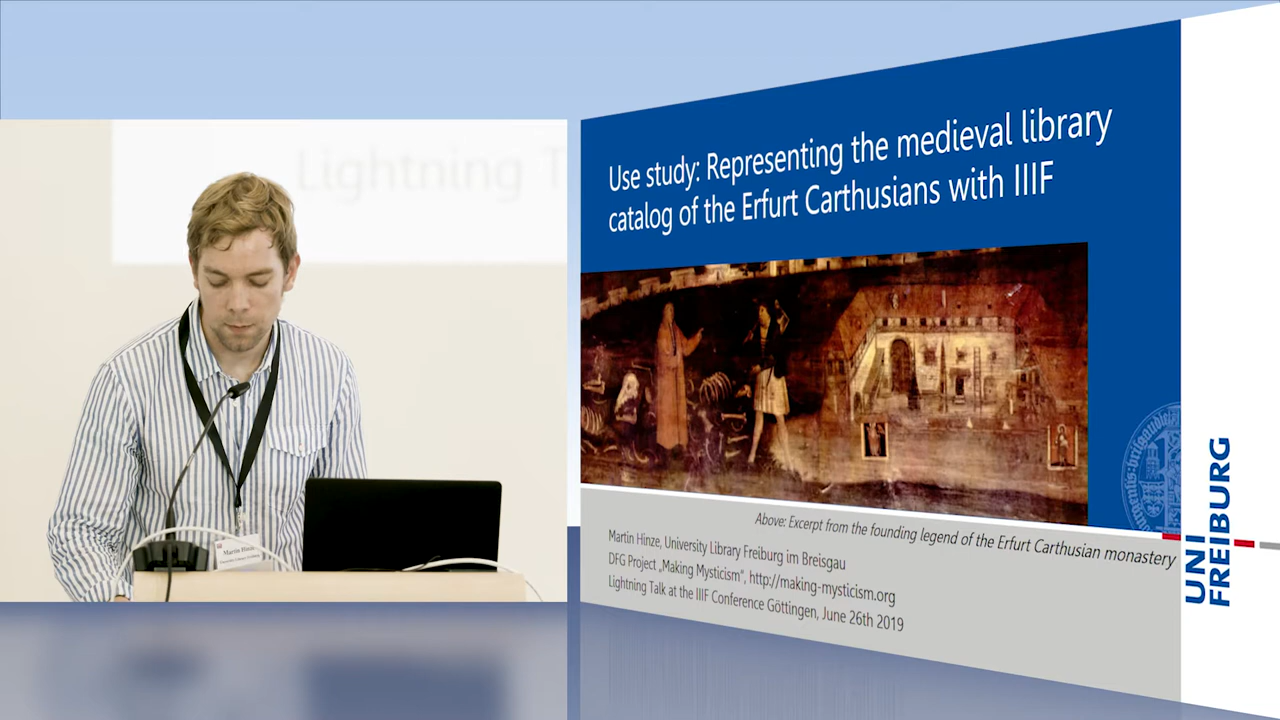 Lightning T
Martin Hinze
Use study: Representing the medieval library
catalog of the Erfurt Carthusians with IIIF
Above: Excerpt from the founding legend of the Erfurt Carthusian monastery
Martin Hinze, University Library Freiburg im Breisgau
DFG Project „Making Mysticism", http://making-mysticism.org
Lightning Talk at the IIIF Conference Göttingen, June 26th 2019
UNI
FREIBURG